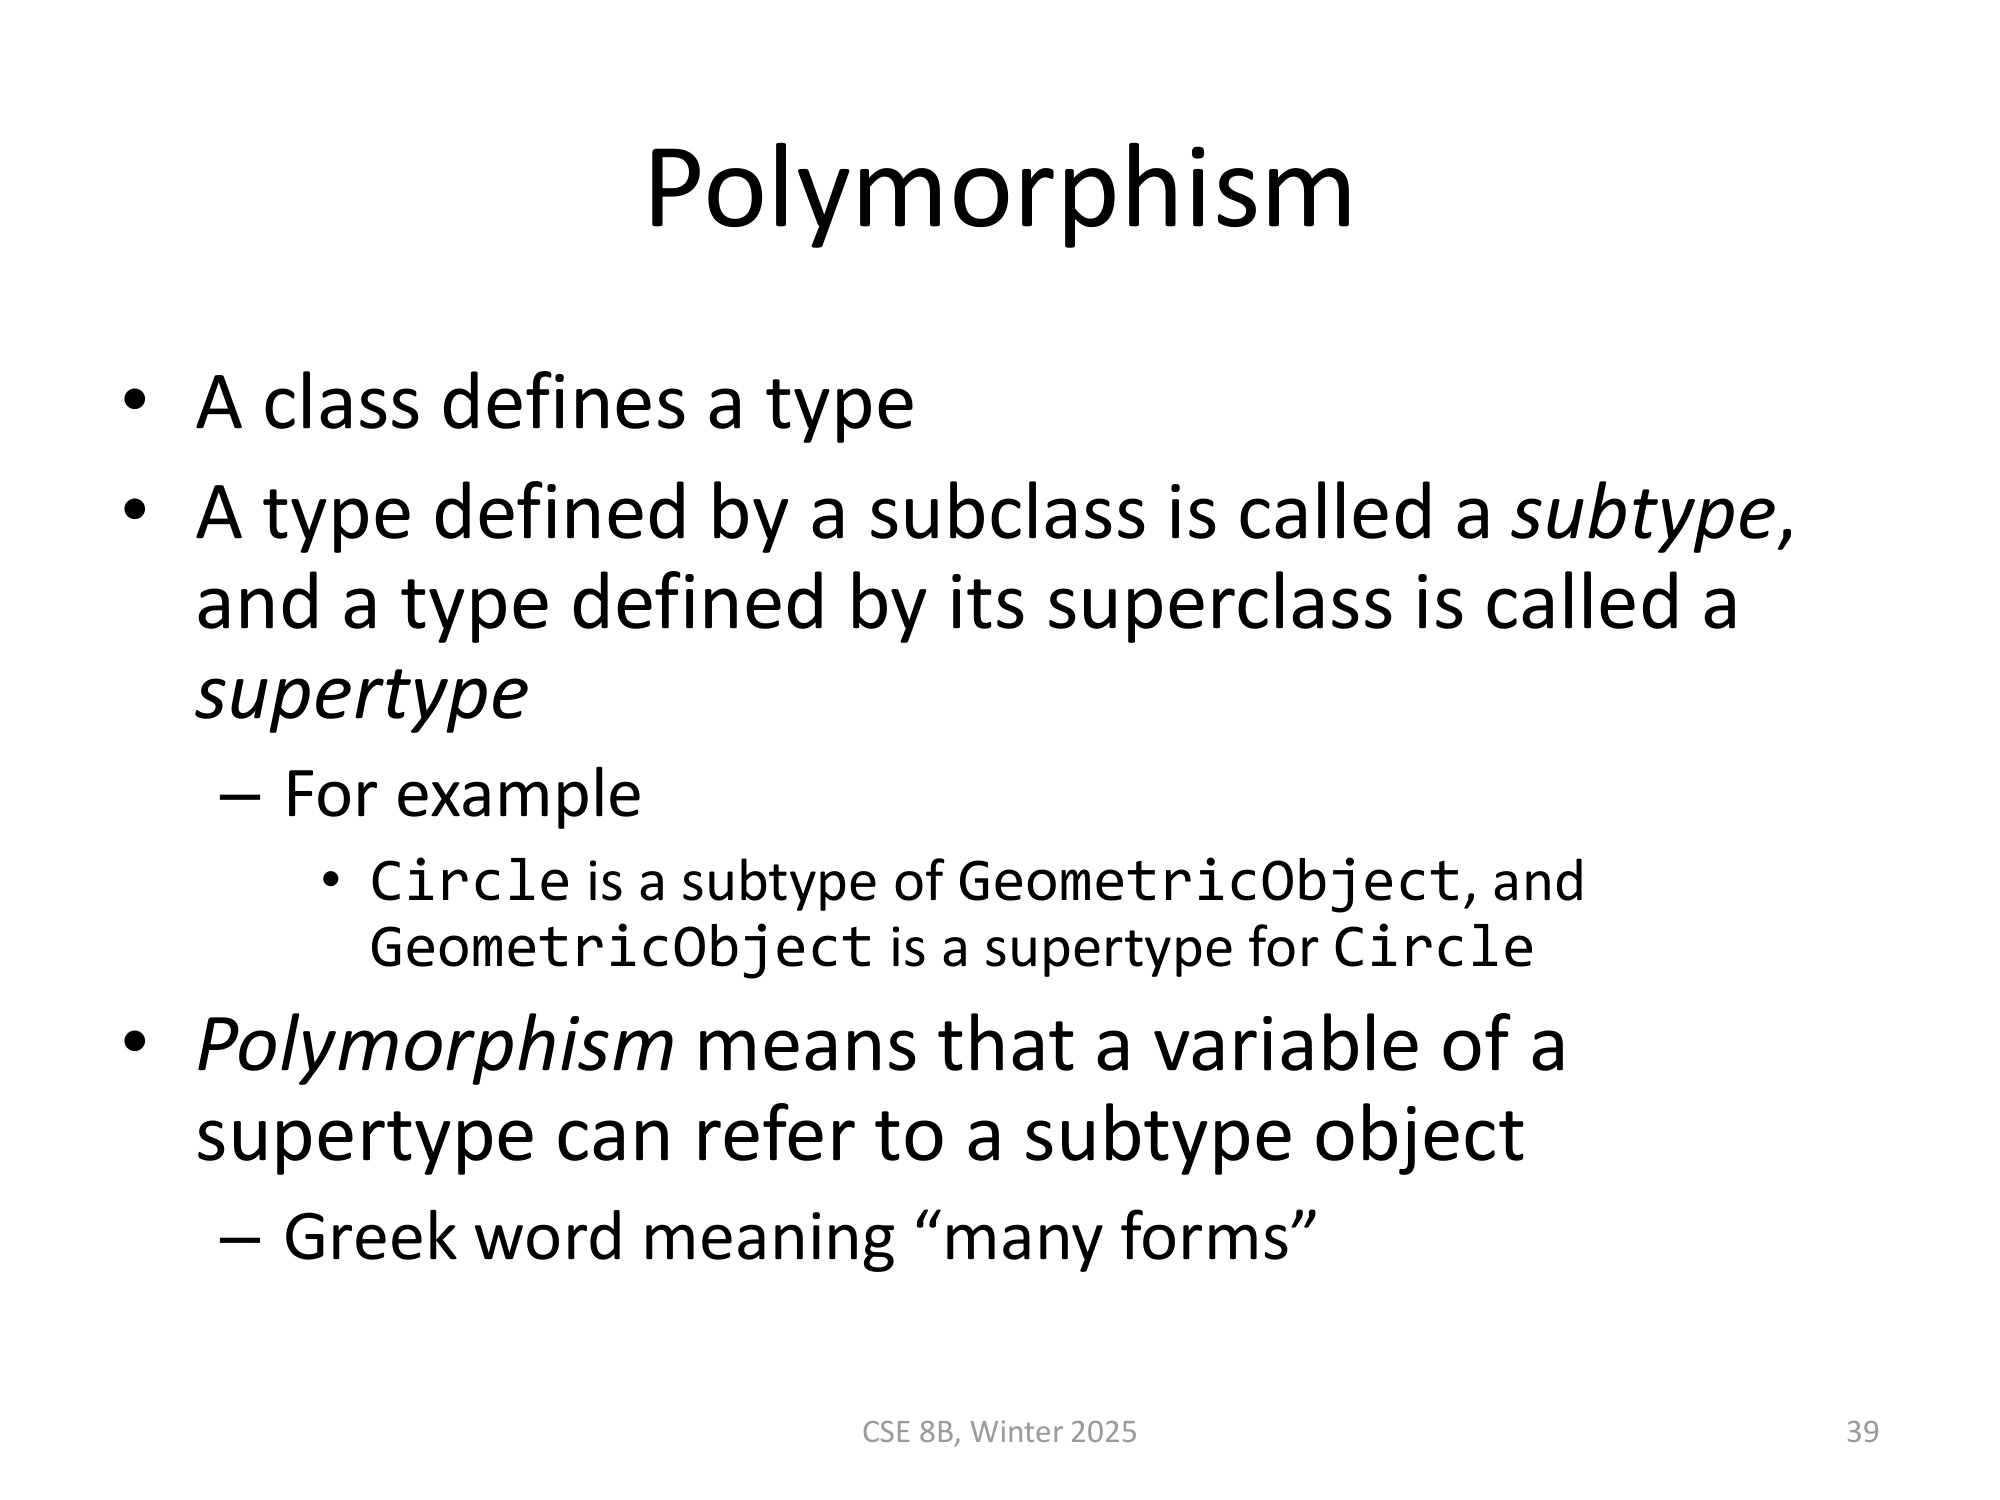 Polymorphism
• A class defines a type
• A type defined by a subclass is called a subtype,
and a type defined by its superclass is called a
supertype
– For example
• Circle is a subtype of GeometricObject, and
GeometricObject is a supertype for Circle
• Polymorphism means that a variable of a
supertype can refer to a subtype object
– Greek word meaning “many forms”
CSE 8B, Winter 2025
39